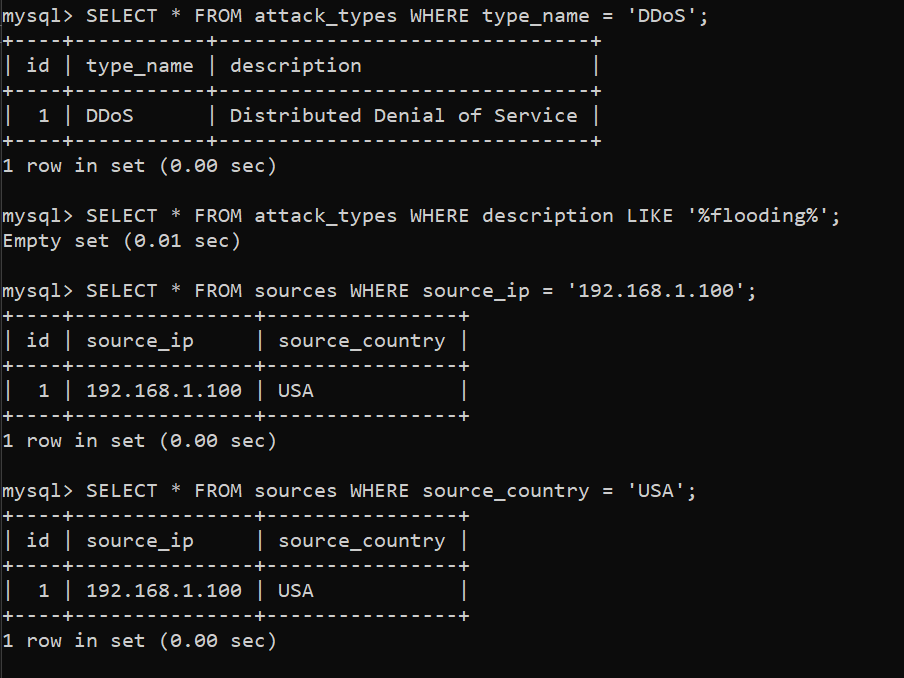 mysql> SELECT * FROM attack_types WHERE type_name = 'DDoS';
+----+-----------+-------------------------------+
| id | type_name | description                   |
+----+-----------+-------------------------------+
|  1 | DDoS      | Distributed Denial of Service |
+----+-----------+-------------------------------+
1 row in set (0.00 sec)

mysql> SELECT * FROM attack_types WHERE description LIKE '%flooding%';
Empty set (0.01 sec)

mysql> SELECT * FROM sources WHERE source_ip = '192.168.1.100';
+----+---------------+----------------+
| id | source_ip     | source_country |
+----+---------------+----------------+
|  1 | 192.168.1.100 | USA            |
+----+---------------+----------------+
1 row in set (0.00 sec)

mysql> SELECT * FROM sources WHERE source_country = 'USA';
+----+---------------+----------------+
| id | source_ip     | source_country |
+----+---------------+----------------+
|  1 | 192.168.1.100 | USA            |
+----+---------------+----------------+
1 row in set (0.00 sec)